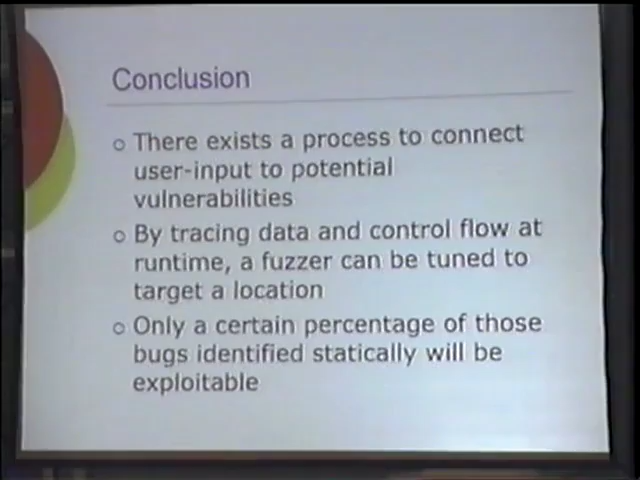 Conclusion
There exists a process to connect
user-input to potential
vulnerabilities
By tracing data and control flow at
runtime, a fuzzer can be tuned to
target a location
Only a certain percentage of those
bugs identified statically will be
exploitable